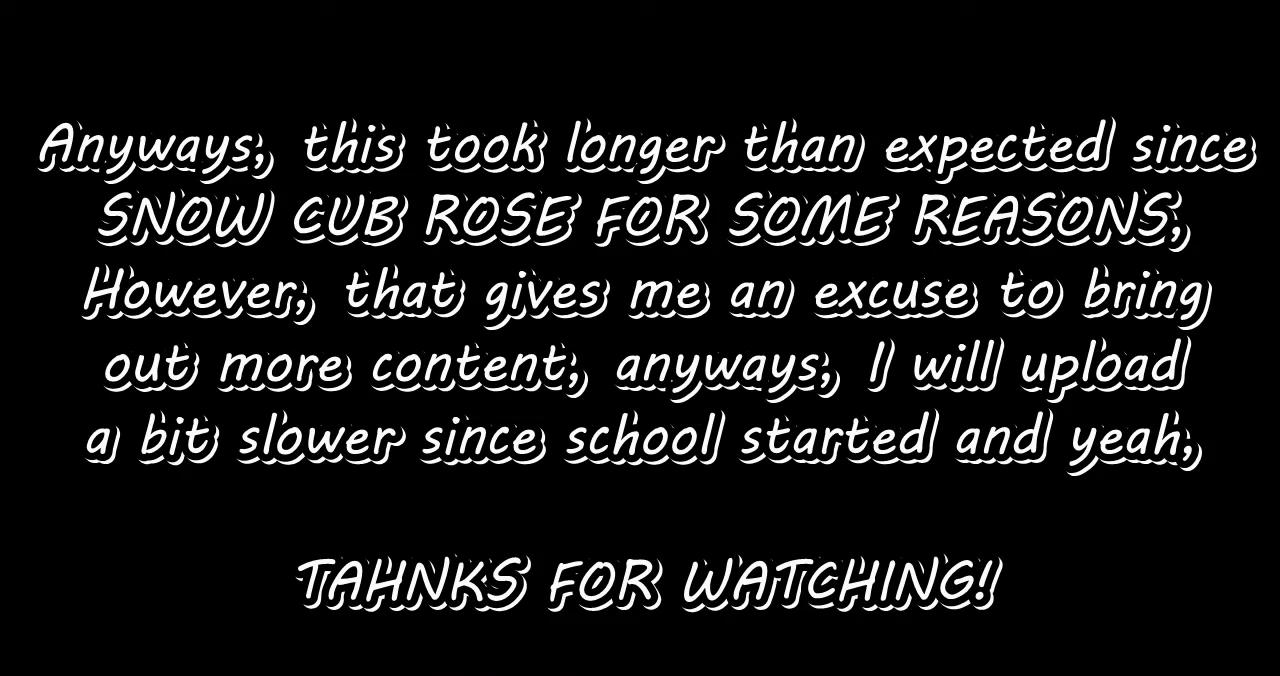 Anyways, this took longer than expected since
SNOW CUB ROSE FOR SOME REASONS,
However, that gives me an excuse to bring
out more content, anyways, I will upload
a bit slower since school started and yeah,
TAHNKS FOR WATCHING!